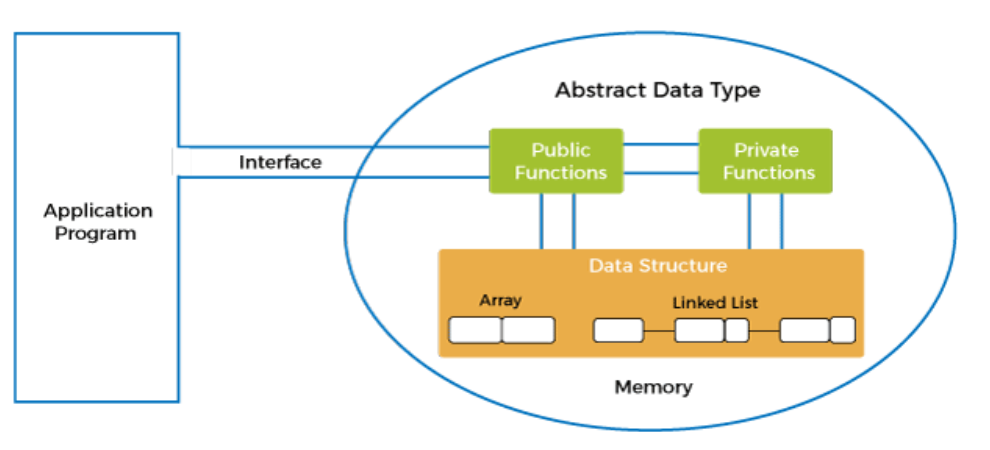 Abstract Data Type
Public
Functions
Private
Functions
Interface
Application
Program
Data Structure
Array
Linked List
Memory